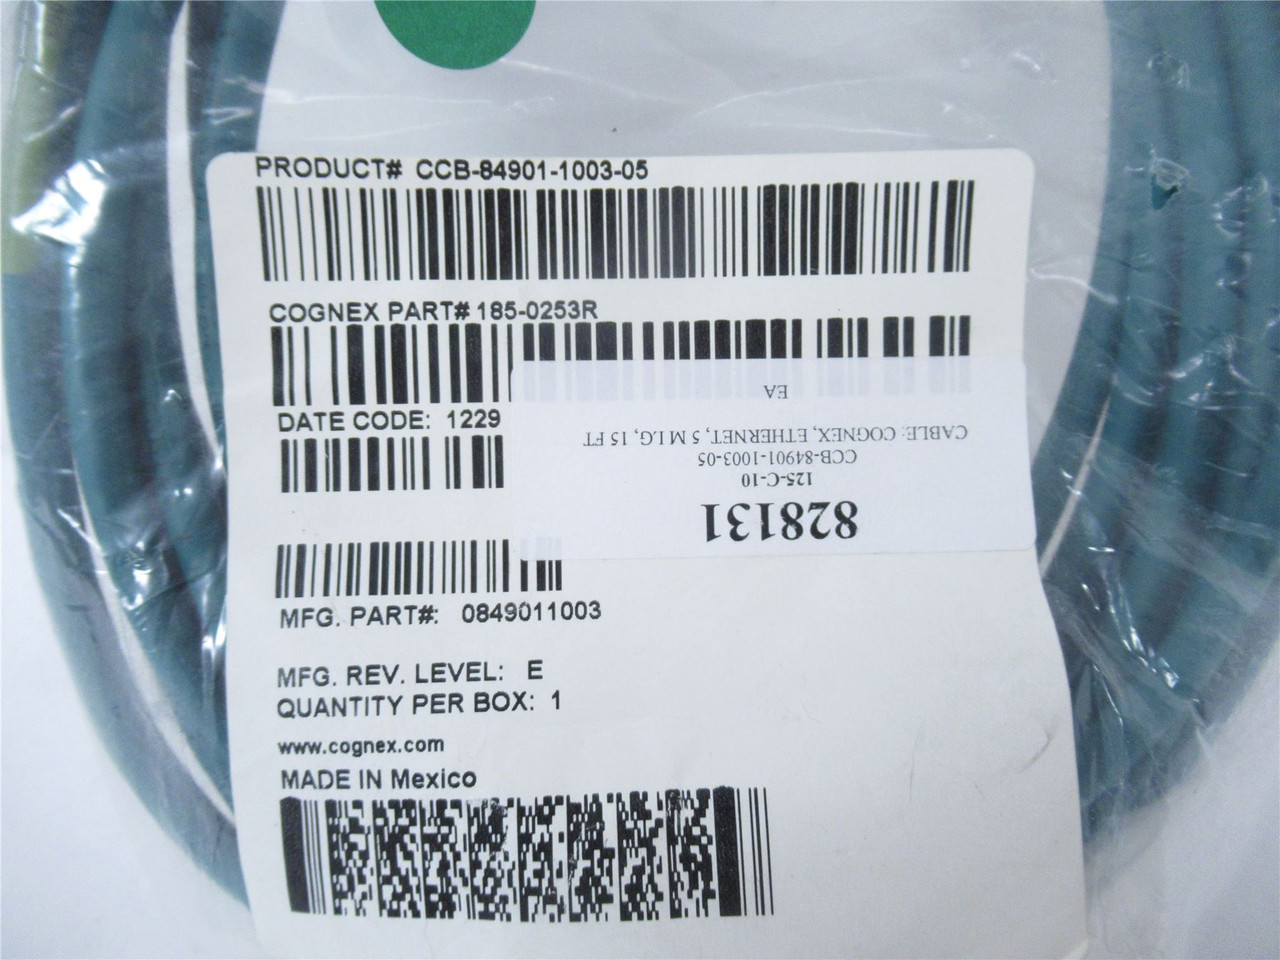 PRODUCT# CCB-84901-1003-05
COGNEX PART# 185-0253R
DATE CODE: 1229
MFG. PART#: 0849011003
MFG. REV. LEVEL: E
QUANTITY PER BOX: 1
www.cognex.com
MADE IN Mexico
828131
125-C-10
CCB-84901-1003-05
CABLE: COGNEX, ETHERNET, 5 M LG, 15 FT
EA